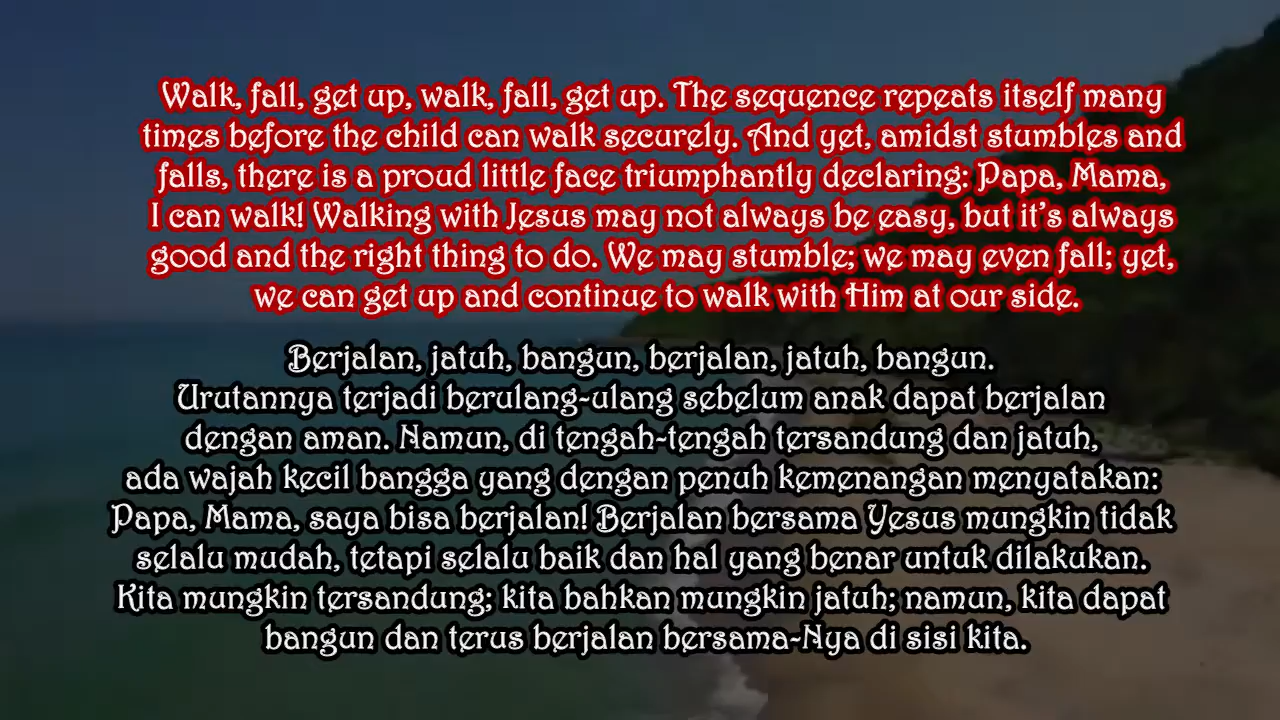 Walk, fall, get up, walk, fall, get up. The sequence repeats itself many
times before the child can walk securely. And yet, amidst stumbles and
falls, there is a proud little face triumphantly declaring: Papa, Mama,
I can walk! Walking with Jesus may not always be easy, but it's always
good and the right thing to do. We may stumble; we may even fall; yet,
we can get up and continue to walk with Him at our side.
Berjalan, jatuh, bangun, berjalan, jatuh, bangun.
Urutannya terjadi berulang-ulang sebelum anak dapat berjalan
dengan aman. Namun, di tengah-tengah tersandung dan jatuh,
ada wajah kecil bangga yang dengan penuh kemenangan menyatakan:
Papa, Mama, saya bisa berjalan! Berjalan bersama Yesus mungkin tidak
selalu mudah, tetapi selalu baik dan hal yang benar untuk dilakukan.
Kita mungkin tersandung; kita bahkan mungkin jatuh; namun, kita dapat
bangun dan terus berjalan bersama-Nya di sisi kita.